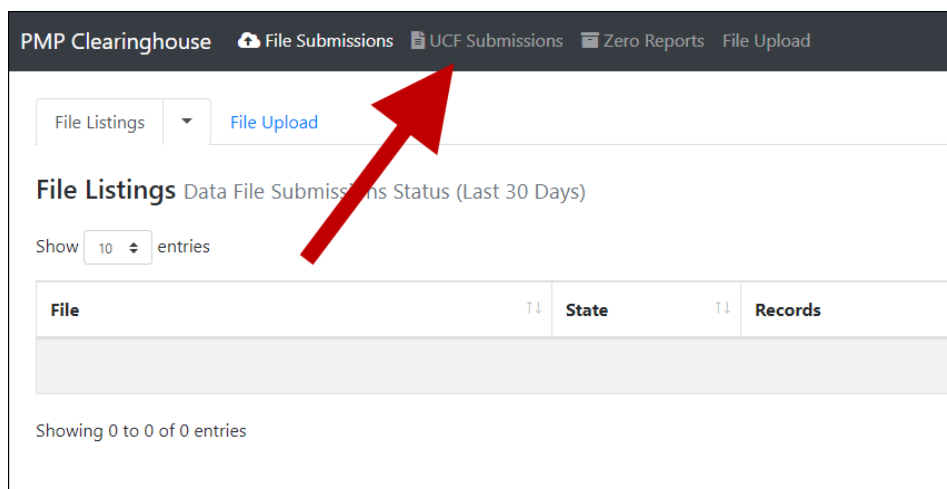 PMP Clearinghouse File Submissions UCF Submissions Zero Reports File Upload
File Listings File Upload
File Listings Data File Submissions Status (Last 30 Days)
Show 10 entries
File State Records
Showing 0 to 0 of 0 entries